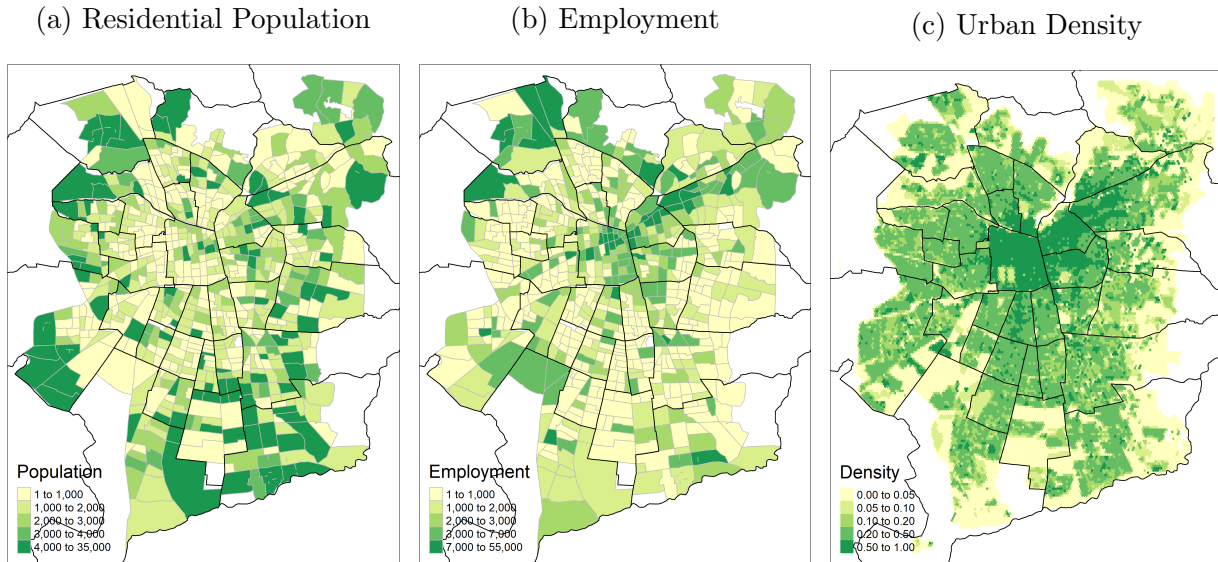 (a) Residential Population
(b) Employment
(c) Urban Density
Population
1 to 1,000
1,000 to 2,000
2,000 to 3,000
3,000 to 4,000
4,000 to 35,000
Employment
1 to 1,000
1,000 to 2,000
2,000 to 3,000
3,000 to 7,000
7,000 to 55,000
Density
0.00 to 0.05
0.05 to 0.10
0.10 to 0.20
0.20 to 0.50
0.50 to 1.00